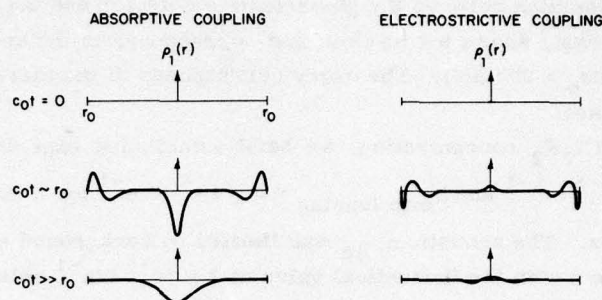 ABSORPTIVE COUPLING
ELECTROSTRICTIVE COUPLING
ρ₁(r)
ρ₁(r)
c₀t = 0
r₀
r₀
c₀t ~ r₀
c₀t >> r₀